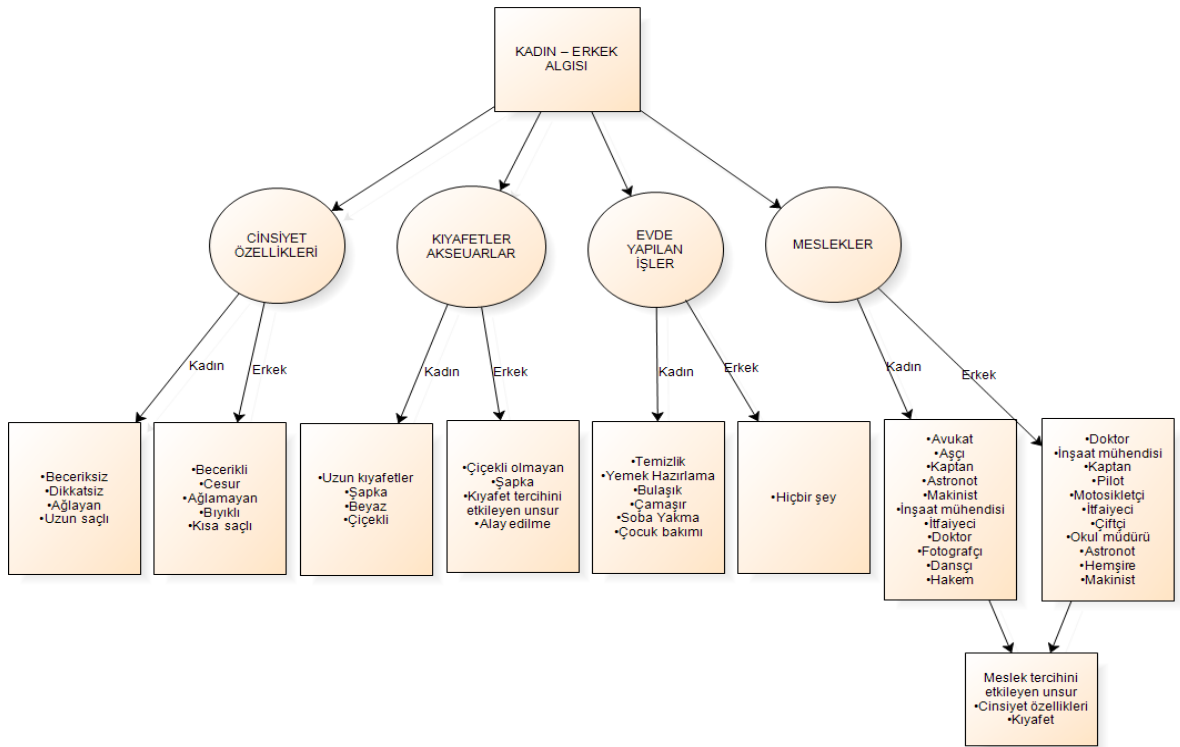 KADIN – ERKEK
ALGISI
CİNSİYET
ÖZELLİKLERİ
KIYAFETLER
AKSEUARLAR
EVDE
YAPILAN
İŞLER
MESLEKLER
Kadın
Erkek
Kadın
Erkek
Kadın
Erkek
Kadın
Erkek
•Beceriksiz
•Dikkatsiz
•Ağlayan
•Uzun saçlı
•Becerikli
•Cesur
•Ağlamayan
•Bıyıklı
•Kısa saçlı
•Uzun kıyafetler
•Şapka
•Beyaz
•Çiçekli
•Çiçekli olmayan
•Şapka
•Kıyafet tercihini
etkileyen unsur
•Alay edilme
•Temizlik
•Yemek Hazırlama
•Bulaşık
•Çamaşır
•Soba Yakma
•Çocuk bakımı
•Hiçbir şey
•Avukat
•Aşçı
•Kaptan
•Astronot
•Makinist
•İnşaat mühendisi
•İtfaiyeci
•Doktor
•Fotografçı
•Dansçı
•Hakem
•Doktor
•İnşaat mühendisi
•Kaptan
•Pilot
•Motosikletçi
•İtfaiyeci
•Çiftçi
•Okul müdürü
•Astronot
•Hemşire
•Makinist
Meslek tercihini
etkileyen unsur
•Cinsiyet özellikleri
•Kıyafet